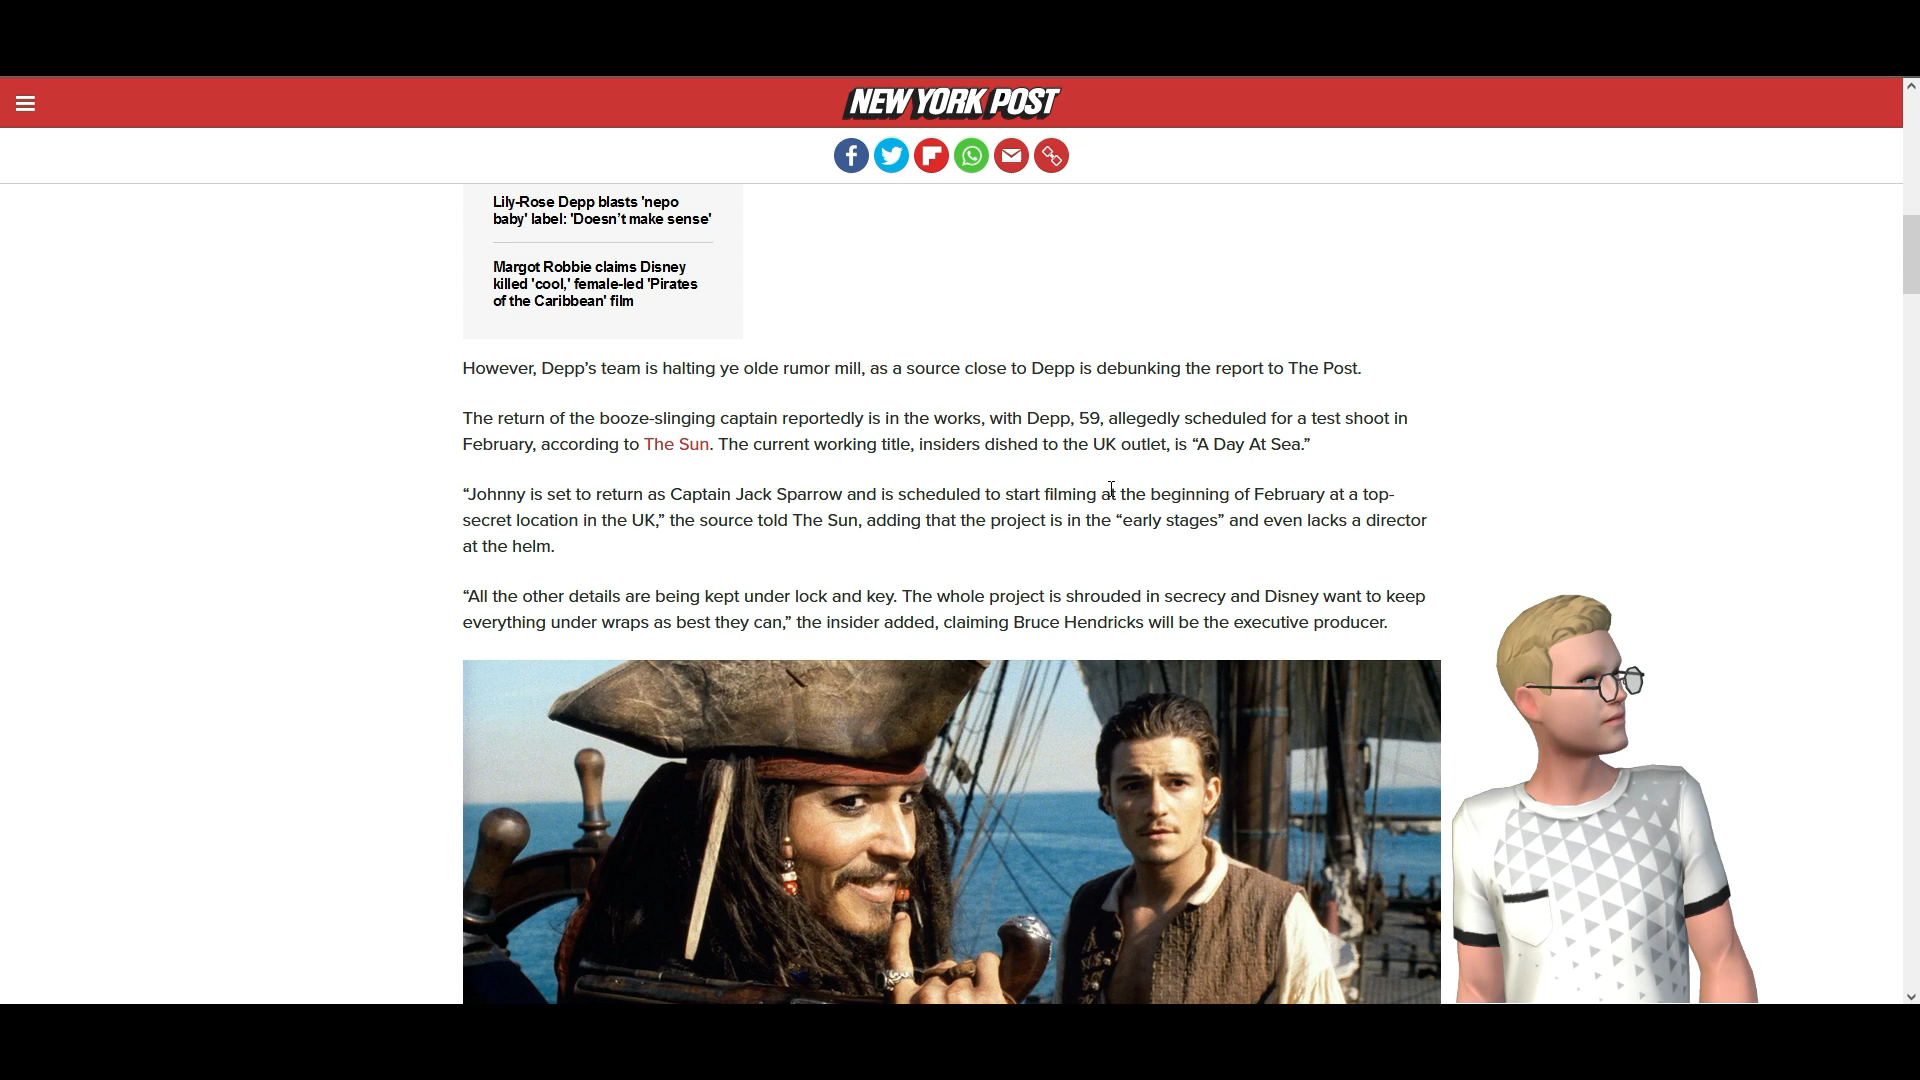 NEW YORK POST
Lily-Rose Depp blasts 'nepo
baby' label: 'Doesn’t make sense’
Margot Robbie claims Disney
killed 'cool,' female-led 'Pirates
of the Caribbean' film
However, Depp’s team is halting ye olde rumor mill, as a source close to Depp is debunking the report to The Post.
The return of the booze-slinging captain reportedly is in the works, with Depp, 59, allegedly scheduled for a test shoot in
February, according to The Sun. The current working title, insiders dished to the UK outlet, is “A Day At Sea.”
“Johnny is set to return as Captain Jack Sparrow and is scheduled to start filming at the beginning of February at a top-
secret location in the UK,” the source told The Sun, adding that the project is in the “early stages” and even lacks a director
at the helm.
“All the other details are being kept under lock and key. The whole project is shrouded in secrecy and Disney want to keep
everything under wraps as best they can,” the insider added, claiming Bruce Hendricks will be the executive producer.